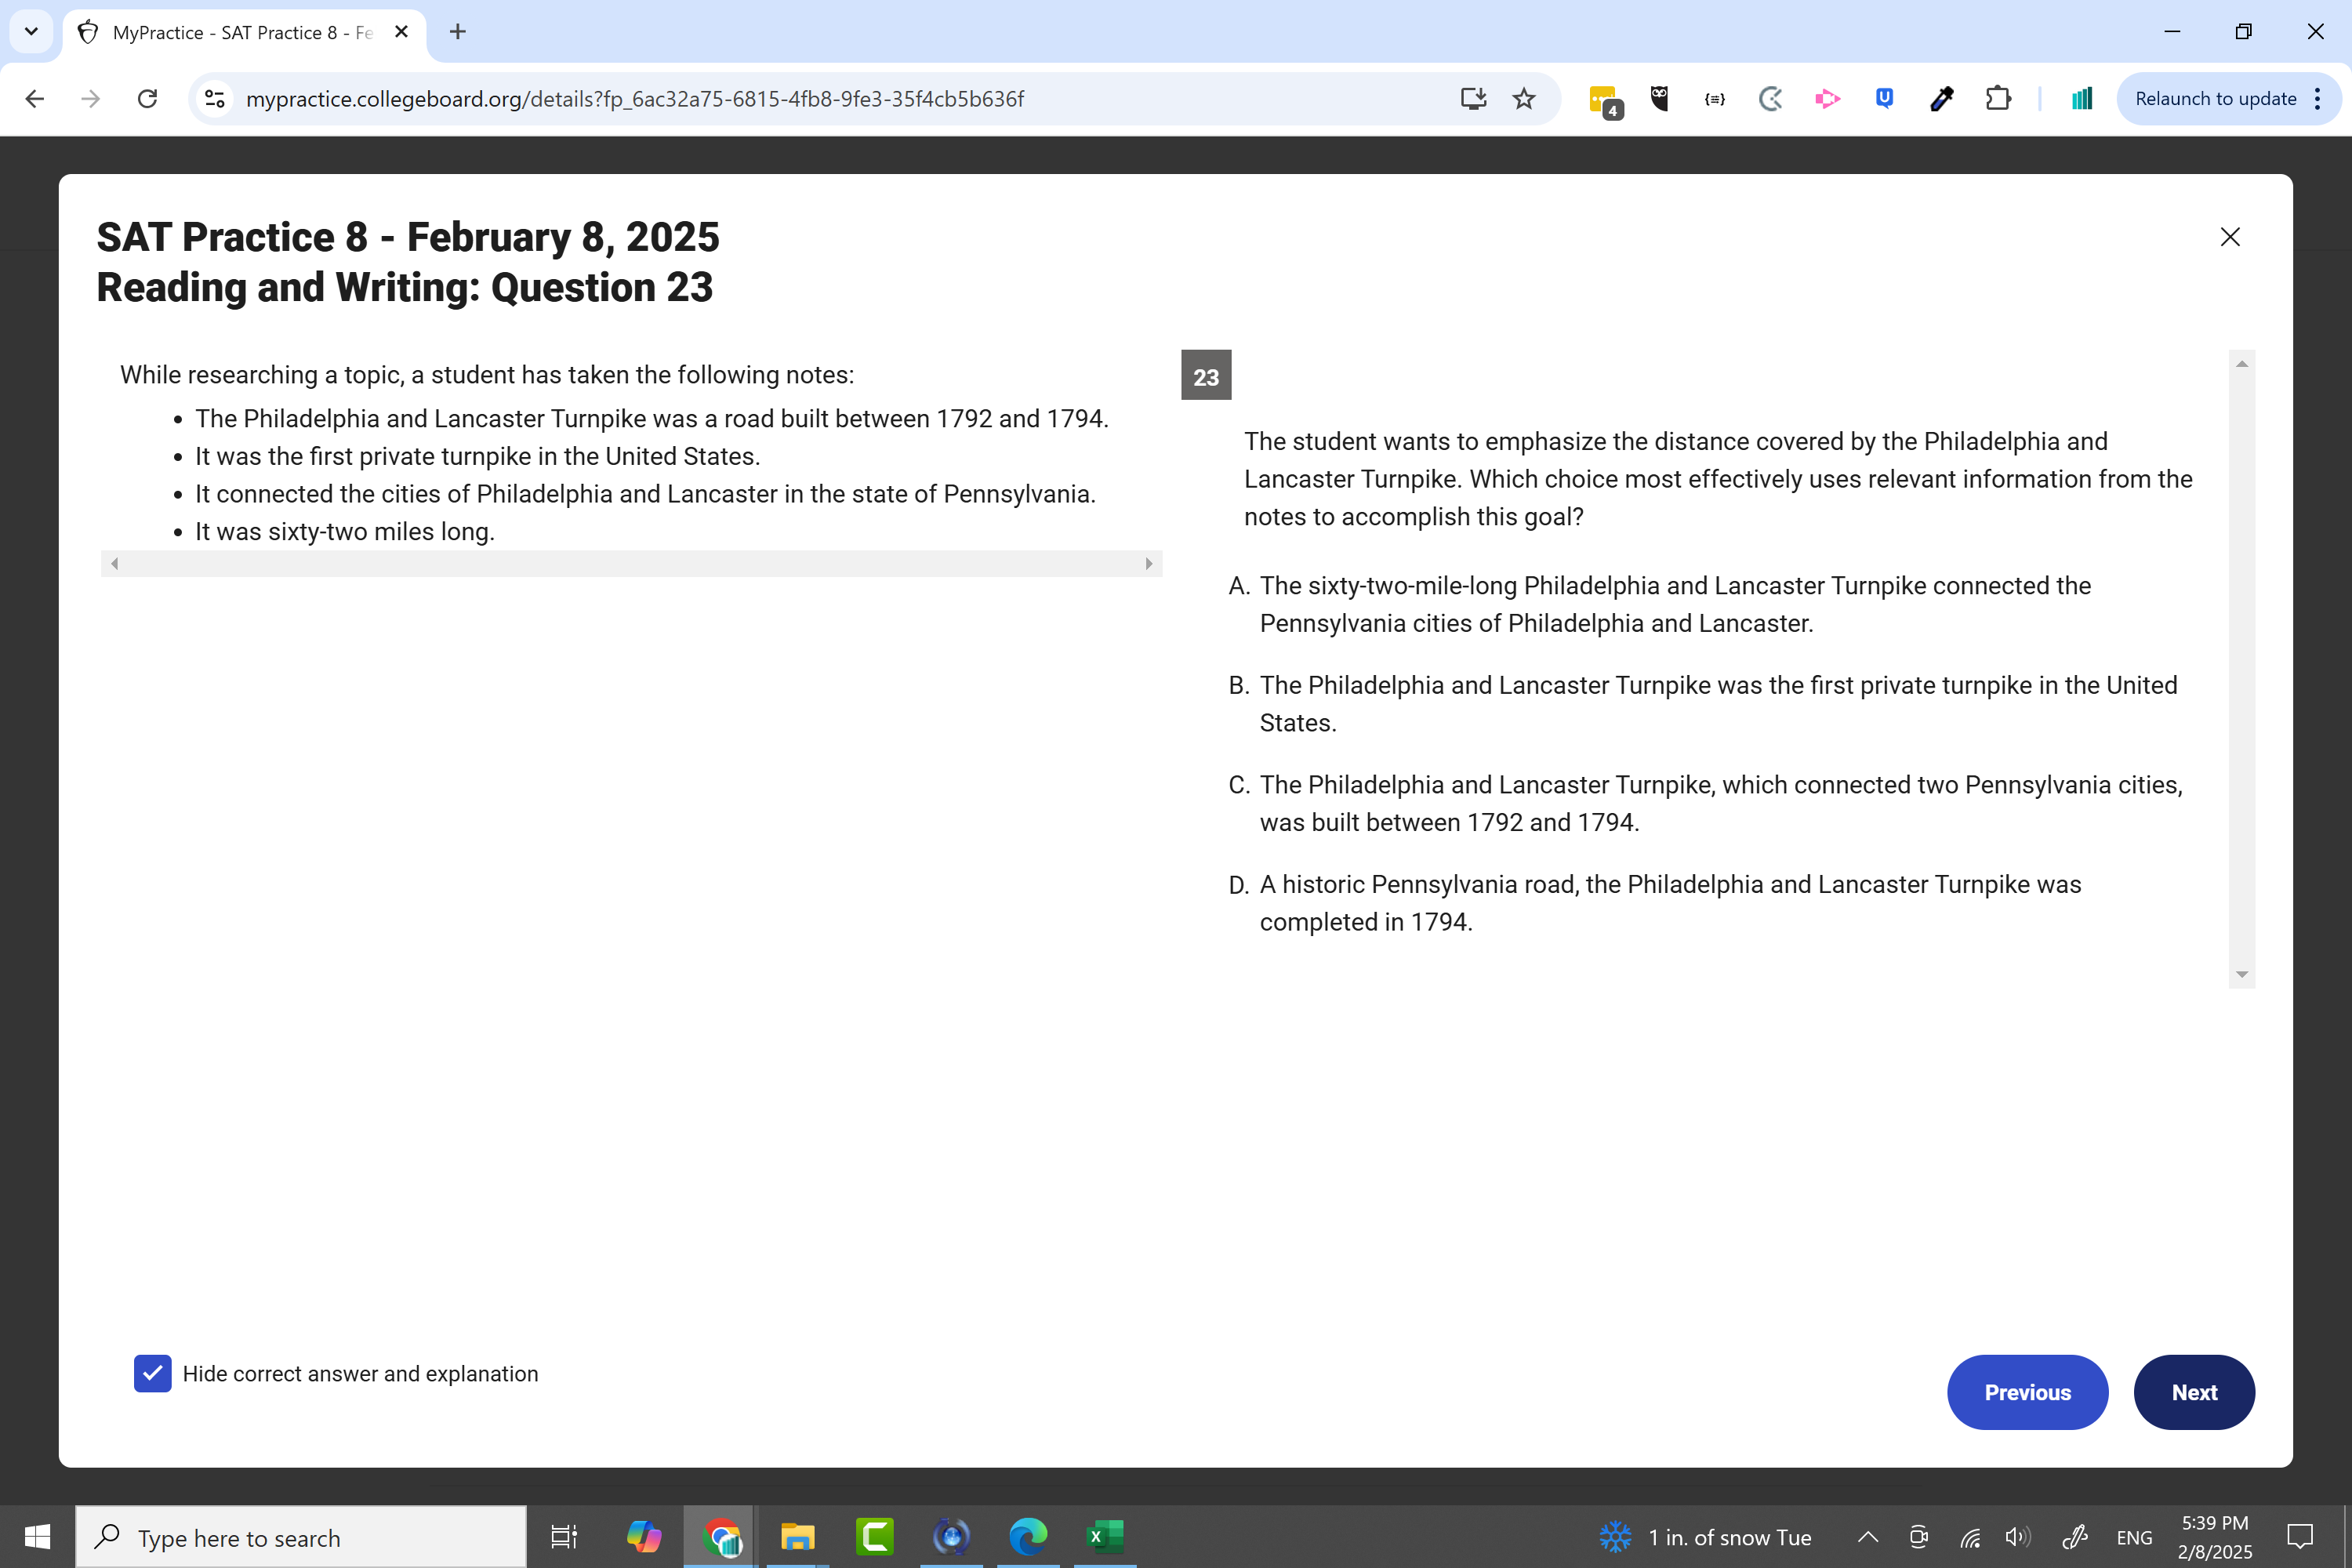 MyPractice - SAT Practice 8 - Fe
mypractice.collegeboard.org/details?fp_6ac32a75-6815-4fb8-9fe3-35f4cb5b636f
4
Relaunch to update
SAT Practice 8 - February 8, 2025
Reading and Writing: Question 23
While researching a topic, a student has taken the following notes:
• The Philadelphia and Lancaster Turnpike was a road built between 1792 and 1794.
• It was the first private turnpike in the United States.
• It connected the cities of Philadelphia and Lancaster in the state of Pennsylvania.
• It was sixty-two miles long.
23
The student wants to emphasize the distance covered by the Philadelphia and
Lancaster Turnpike. Which choice most effectively uses relevant information from the
notes to accomplish this goal?
A. The sixty-two-mile-long Philadelphia and Lancaster Turnpike connected the
Pennsylvania cities of Philadelphia and Lancaster.
B. The Philadelphia and Lancaster Turnpike was the first private turnpike in the United
States.
C. The Philadelphia and Lancaster Turnpike, which connected two Pennsylvania cities,
was built between 1792 and 1794.
D. A historic Pennsylvania road, the Philadelphia and Lancaster Turnpike was
completed in 1794.
Hide correct answer and explanation
Previous
Next
Type here to search
1 in. of snow Tue
ENG
5:39 PM
2/8/2025